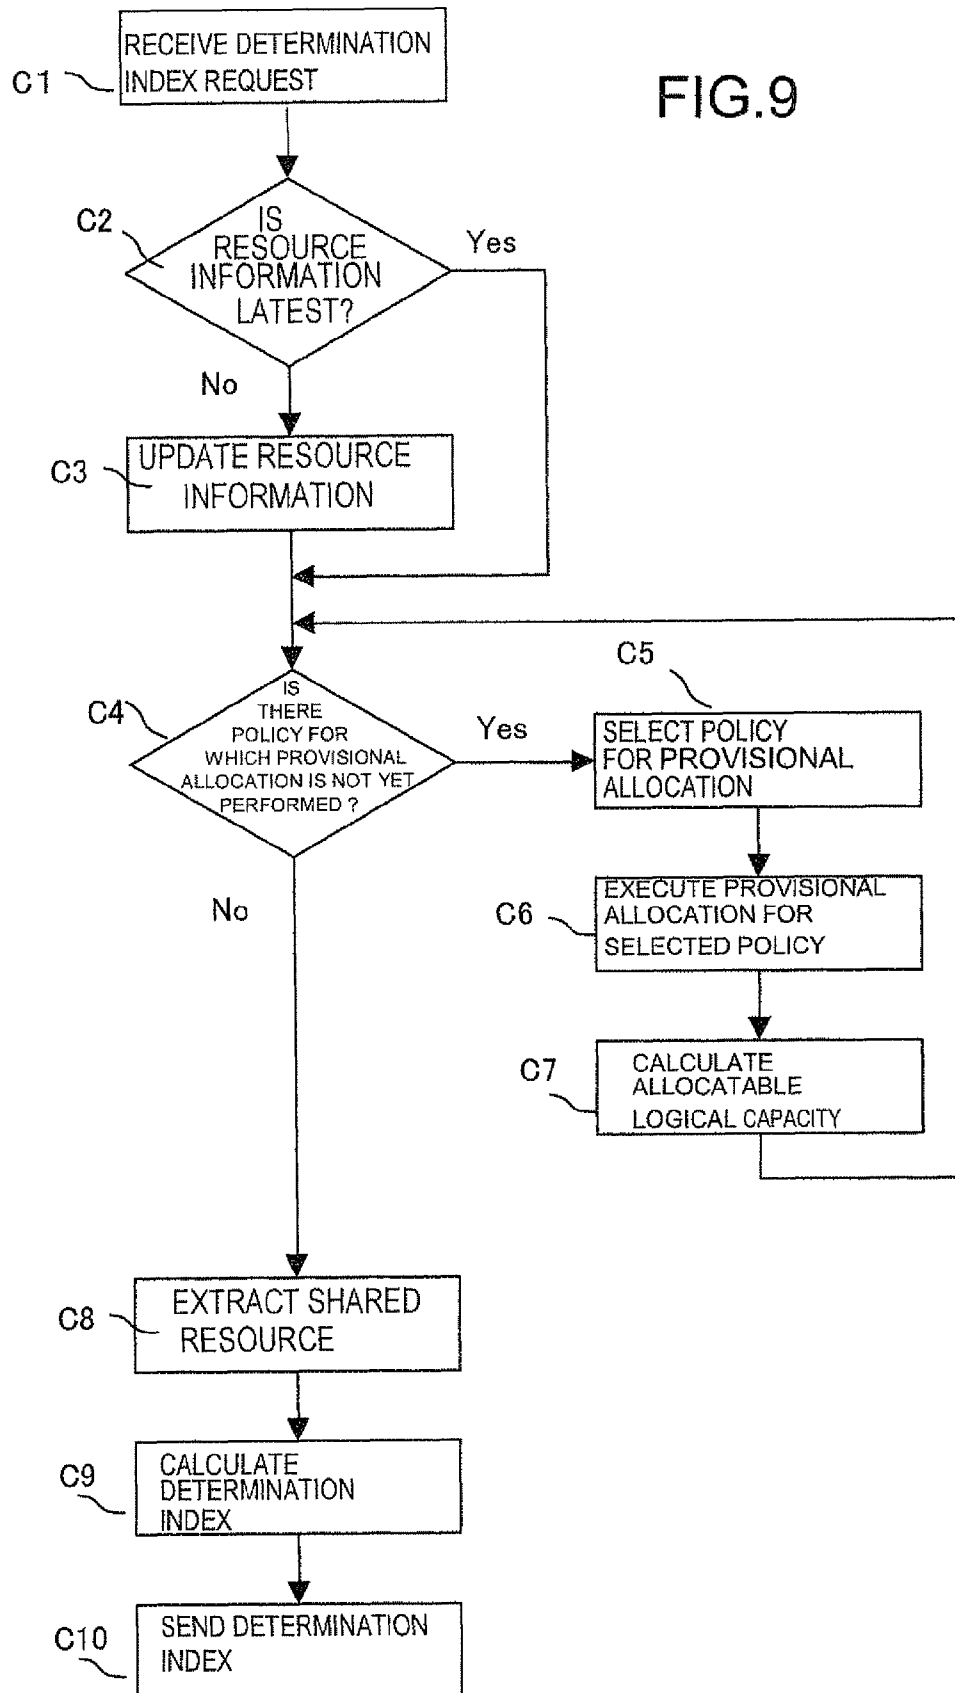 RECEIVE DETERMINATION
C1
INDEX REQUEST
FIG.9
C2
IS
RESOURCE
INFORMATION
LATEST?
Yes
No
C3
UPDATE RESOURCE
INFORMATION
C4
IS
THERE
POLICY FOR
WHICH PROVISIONAL
ALLOCATION IS NOT YET
PERFORMED ?
Yes
No
C5
SELECT POLICY
FOR PROVISIONAL
ALLOCATION
C6
EXECUTE PROVISIONAL
ALLOCATION FOR
SELECTED POLICY
C7
CALCULATE
ALLOCATABLE
LOGICAL CAPACITY
C8
EXTRACT SHARED
RESOURCE
C9
CALCULATE
DETERMINATION
INDEX
C10
SEND DETERMINATION
INDEX